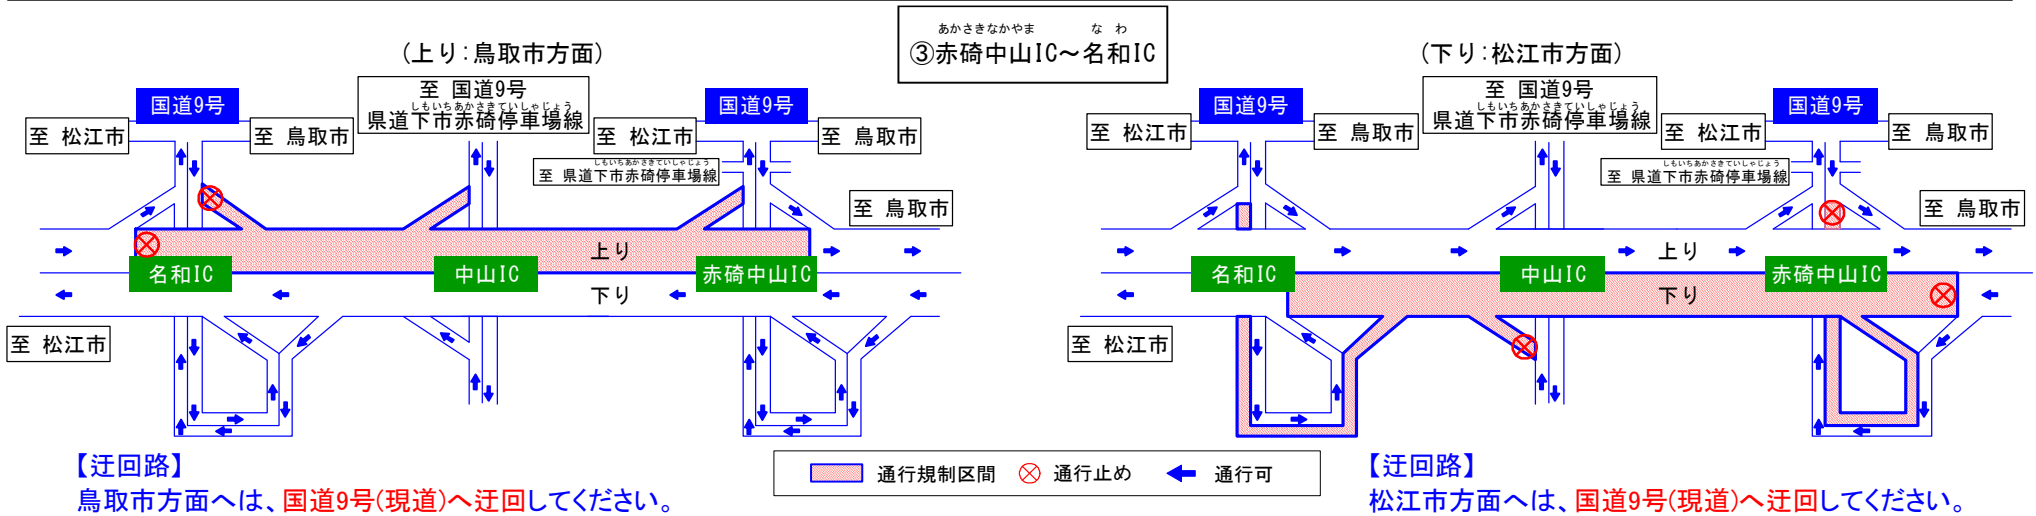 あかさきなかやま なわ
③赤碕中山IC～名和IC
(上り:鳥取市方面)
国道9号
至 松江市
至 鳥取市
至 国道9号
しもいちあかさきていしゃじょう
県道下市赤碕停車場線
国道9号
至 松江市
至 鳥取市
しもいちあかさきていしゃじょう
至 県道下市赤碕停車場線
至 鳥取市
上り
名和IC
中山IC
赤碕中山IC
下り
至 松江市
【迂回路】
鳥取市方面へは、国道9号(現道)へ迂回してください。
(下り:松江市方面)
国道9号
至 松江市
至 鳥取市
至 国道9号
しもいちあかさきていしゃじょう
県道下市赤碕停車場線
国道9号
至 松江市
至 鳥取市
しもいちあかさきていしゃじょう
至 県道下市赤碕停車場線
至 鳥取市
上り
名和IC
中山IC
赤碕中山IC
下り
至 松江市
【迂回路】
松江市方面へは、国道9号(現道)へ迂回してください。
通行規制区間 通行止め 通行可